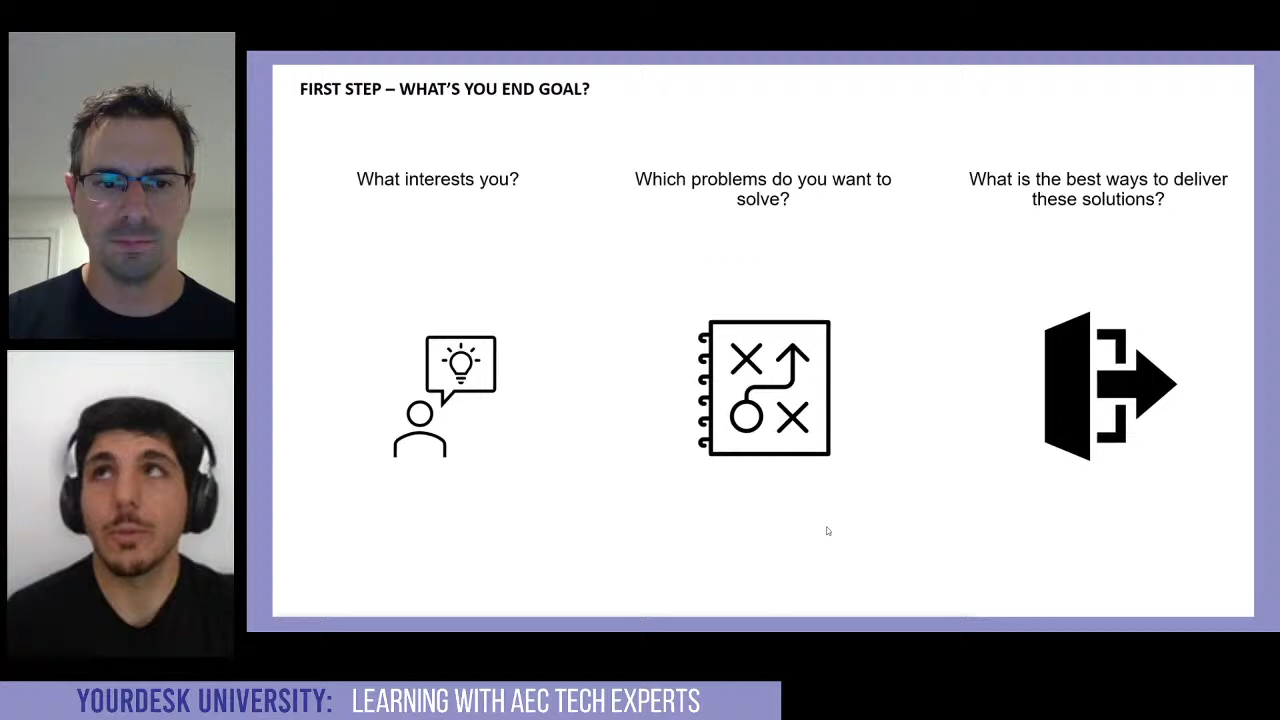 FIRST STEP – WHAT'S YOU END GOAL?
What interests you?
Which problems do you want to
solve?
What is the best ways to deliver
these solutions?
YOURDESK UNIVERSITY: LEARNING WITH AEC TECH EXPERTS